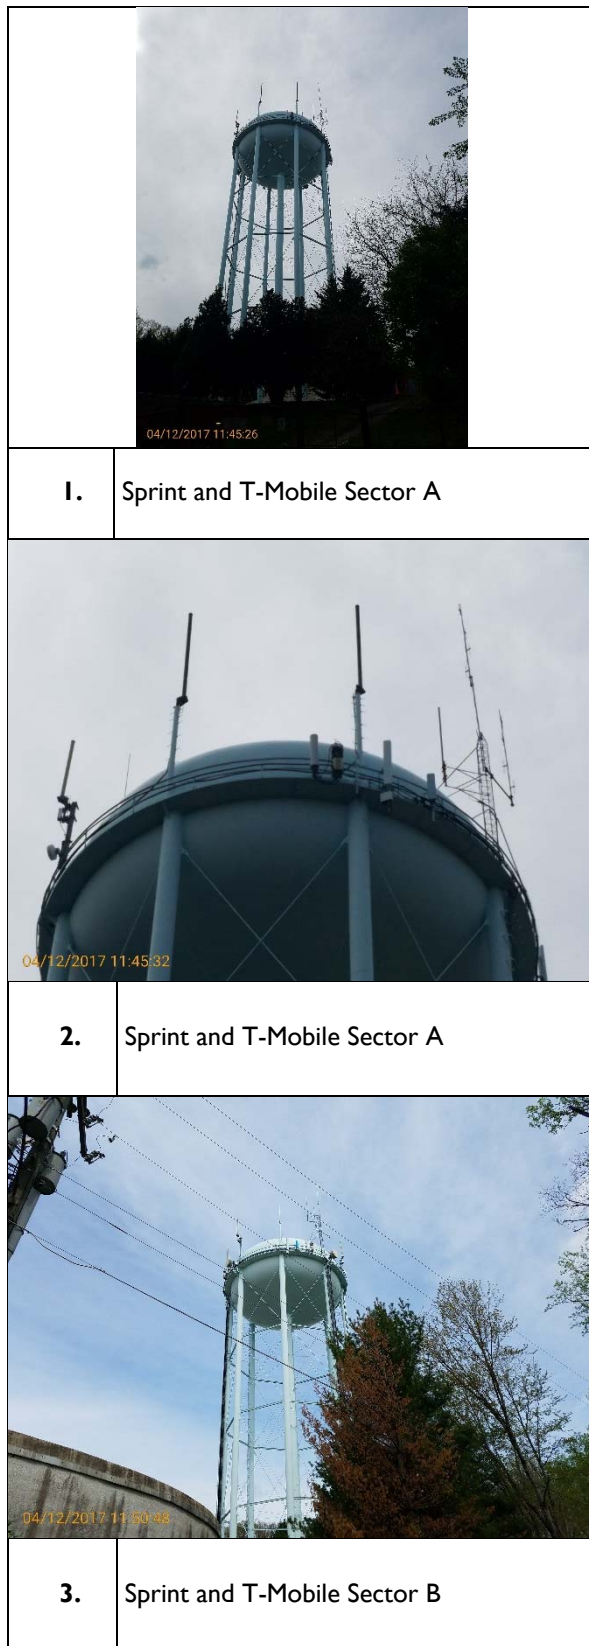 04/12/2017 11:45:26
1. Sprint and T-Mobile Sector A
04/12/2017 11:45:32
2. Sprint and T-Mobile Sector A
04/12/2017 11:50:48
3. Sprint and T-Mobile Sector B